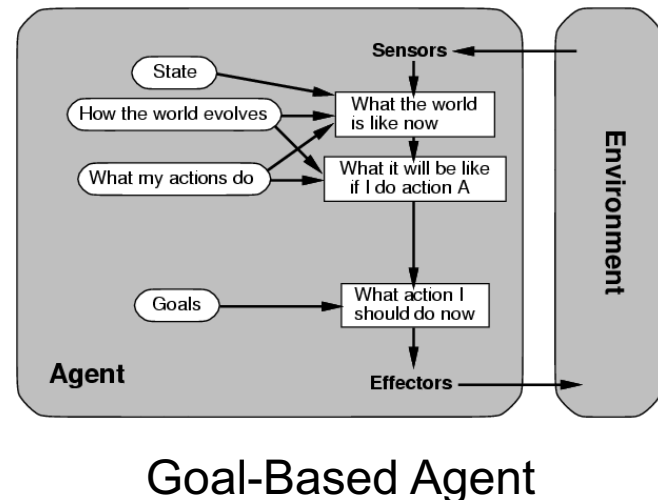 Sensors
State
What the world
is like now
How the world evolves
What it will be like
if I do action A
What my actions do
Environment
Goals
What action I
should do now
Agent
Effectors
Goal-Based Agent